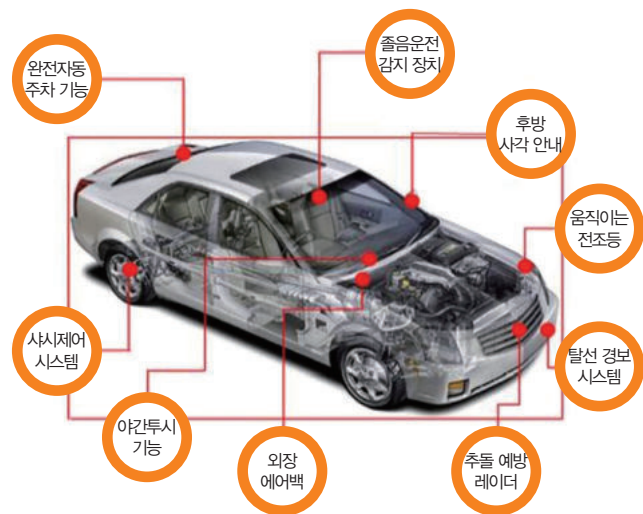 졸음운전
감지 장치
완전자동
주차 기능
후방
사각 안내
움직이는
전조등
샤시제어
시스템
탈선 경보
시스템
야간투시
기능
외장
에어백
추돌 예방
레이더